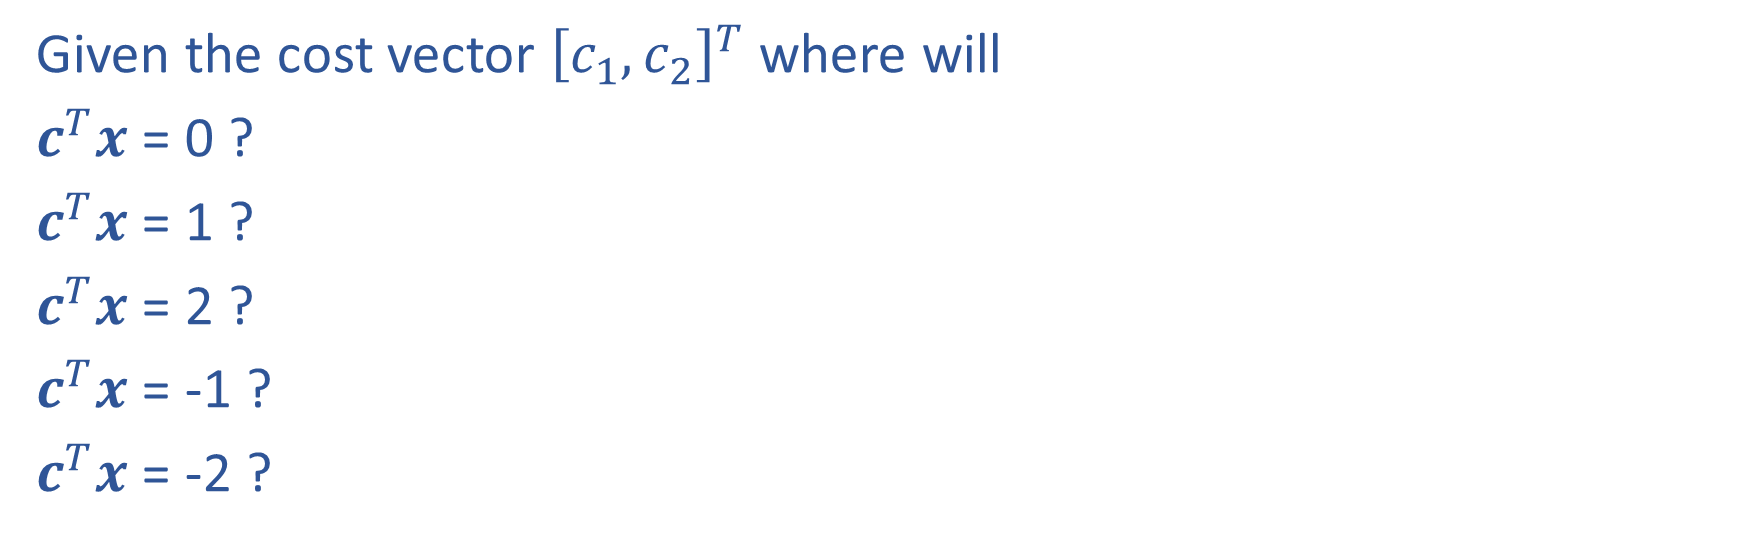 Given the cost vector [c₁, c₂]ᵀ where will
cᵀx = 0 ?
cᵀx = 1 ?
cᵀx = 2 ?
cᵀx = -1 ?
cᵀx = -2 ?